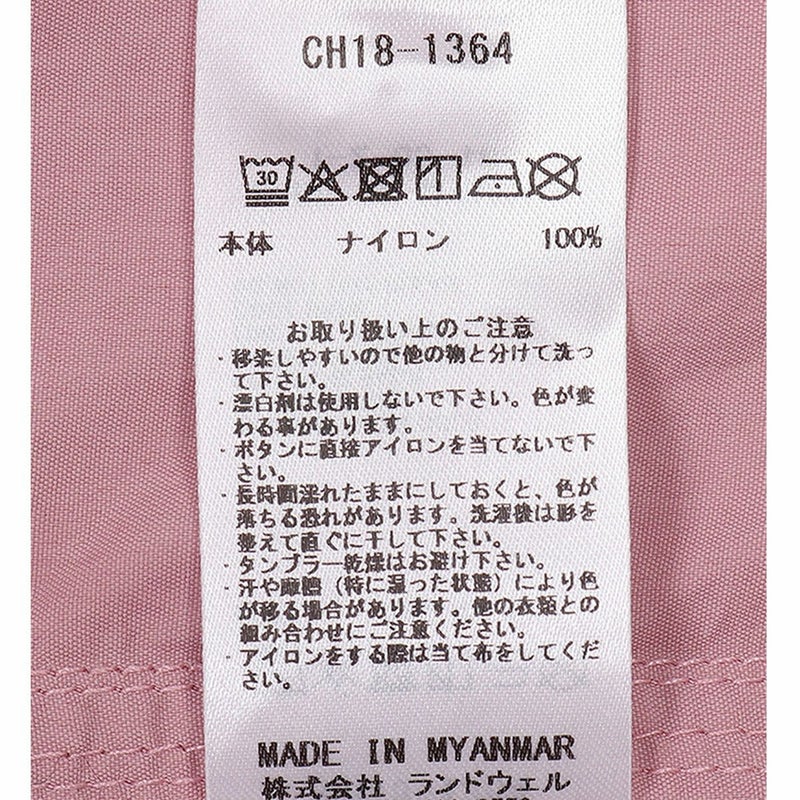 CH18-1364
30
本体 ナイロン 100%
お取り扱い上のご注意
・移染しやすいので他の物と分けて洗っ
て下さい。
・漂白剤は使用しないで下さい。色が変
わる事があります。
・ボタンに直接アイロンを当てないで下
さい。
・長時間濡れたままにしておくと、色が
落ちる恐れがあります。洗濯後は形を
整えて直ぐに干して下さい。
・タンブラー乾燥はお避け下さい。
・汗や摩擦（特に湿った状態）により色
が移る場合があります。他の衣類との
組み合わせにご注意ください。
・アイロンをする際は当て布をしてくだ
さい。
MADE IN MYANMAR
株式会社 ランドウェル